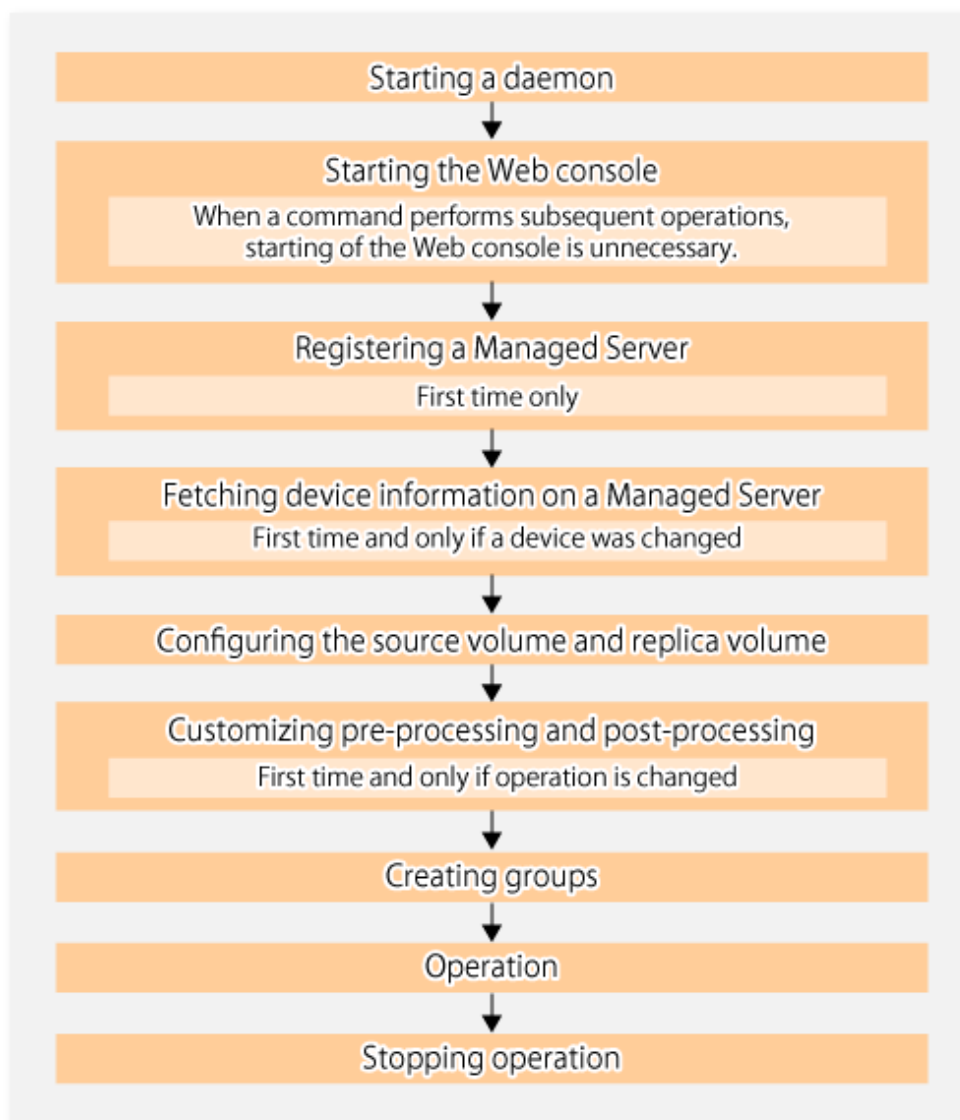 Starting a daemon
Starting the Web console
When a command performs subsequent operations,
starting of the Web console is unnecessary.
Registering a Managed Server
First time only
Fetching device information on a Managed Server
First time and only if a device was changed
Configuring the source volume and replica volume
Customizing pre-processing and post-processing
First time and only if operation is changed
Creating groups
Operation
Stopping operation